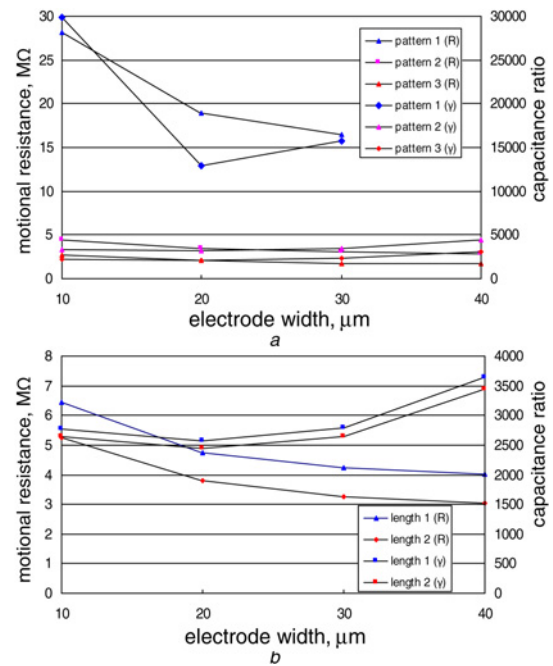 30
25
20
15
10
5
0
motional resistance, MΩ
pattern 1 (R)
pattern 2 (R)
pattern 3 (R)
pattern 1 (γ)
pattern 2 (γ)
pattern 3 (γ)
30000
25000
20000
15000
10000
5000
0
capacitance ratio
10 20 30 40
electrode width, μm
a
8
7
6
5
4
3
2
1
0
motional resistance, MΩ
length 1 (R)
length 2 (R)
length 1 (γ)
length 2 (γ)
4000
3500
3000
2500
2000
1500
1000
500
0
capacitance ratio
10 20 30 40
electrode width, μm
b